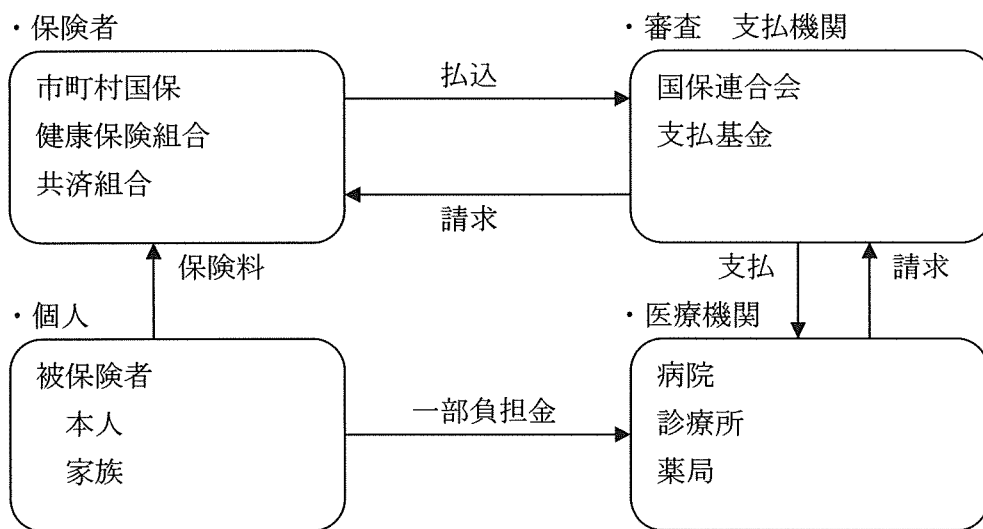 ・保険者
市町村国保
健康保険組合
共済組合
払込
請求
・審査　支払機関
国保連合会
支払基金
保険料
支払
請求
・個人
被保険者
本人
家族
一部負担金
・医療機関
病院
診療所
薬局